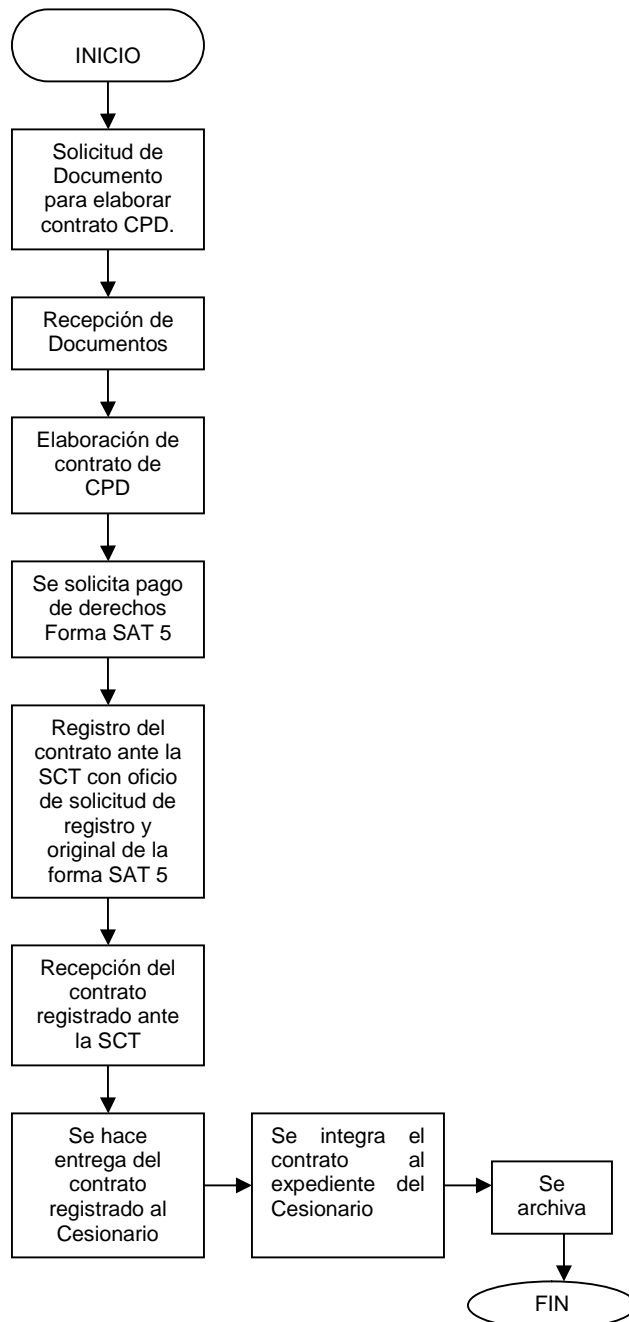 INICIO
Solicitud de
Documento
para elaborar
contrato CPD.
Recepción de
Documentos
Elaboración de
contrato de
CPD
Se solicita pago
de derechos
Forma SAT 5
Registro del
contrato ante la
SCT con oficio
de solicitud de
registro y
original de la
forma SAT 5
Recepción del
contrato
registrado ante
la SCT
Se hace
entrega del
contrato
registrado al
Cesionario
Se integra el
contrato al
expediente del
Cesionario
Se
archiva
FIN